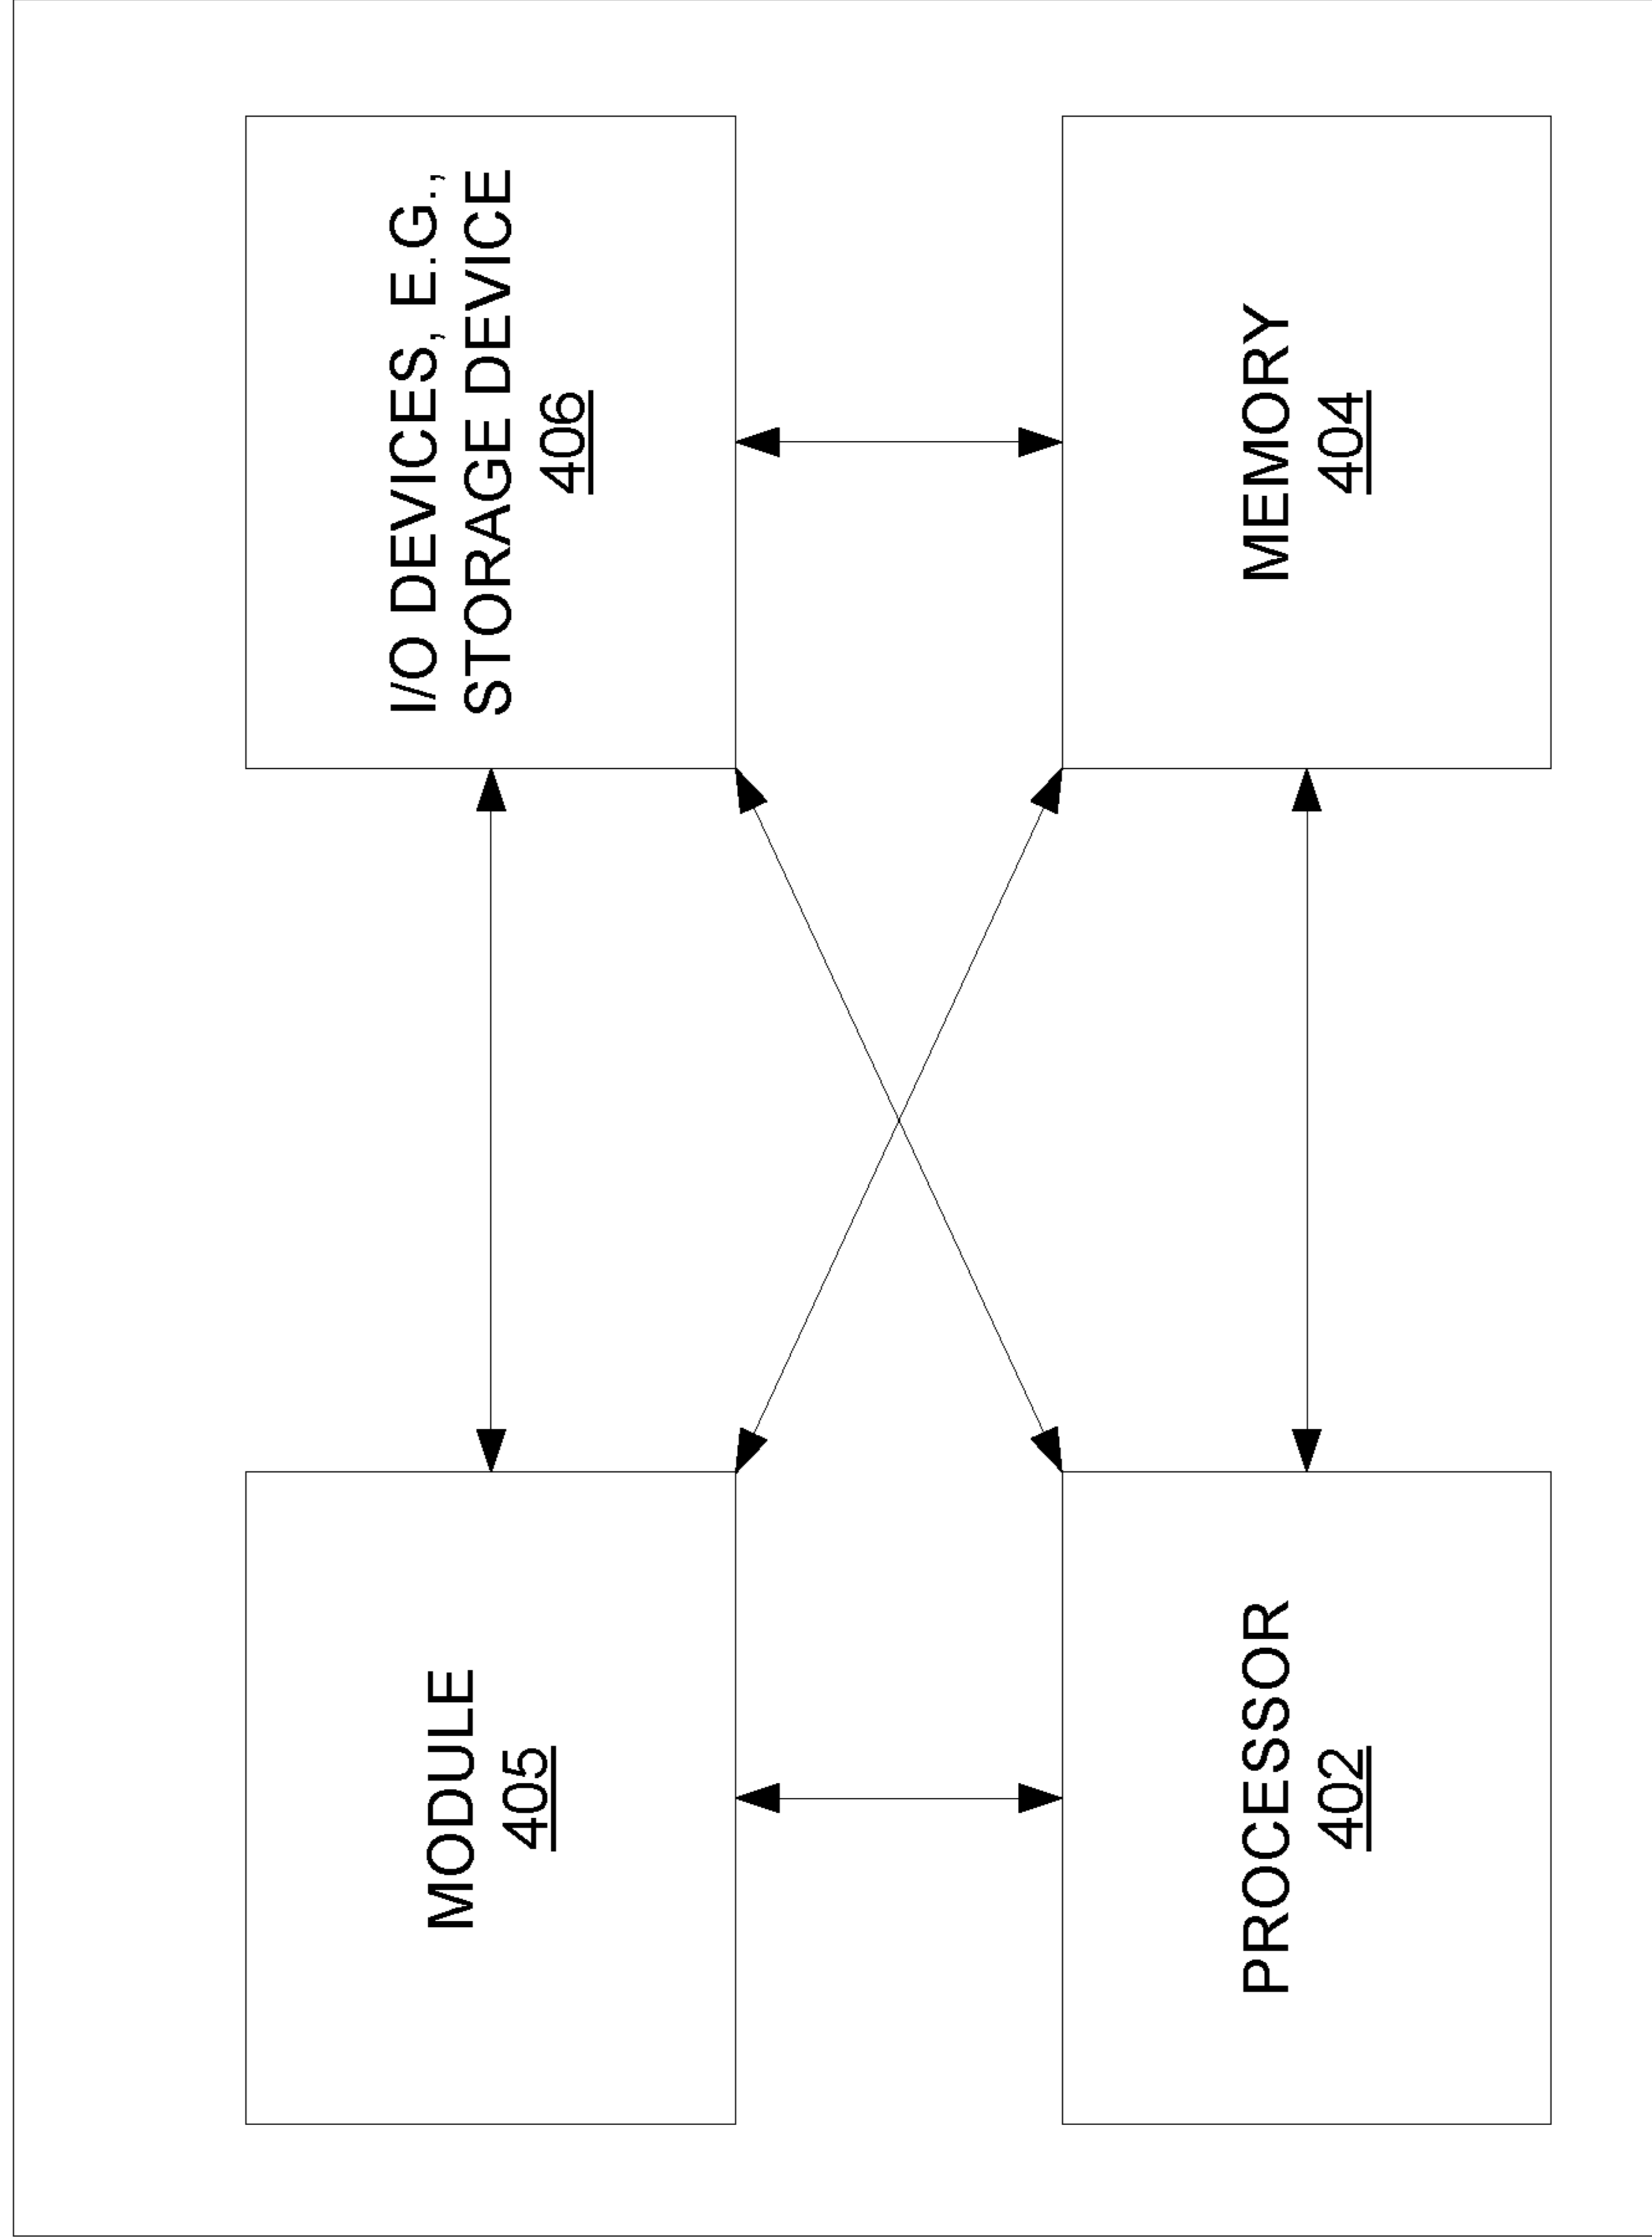 MODULE
405
I/O DEVICES, E.G.,
STORAGE DEVICE
406
PROCESSOR
402
MEMORY
404